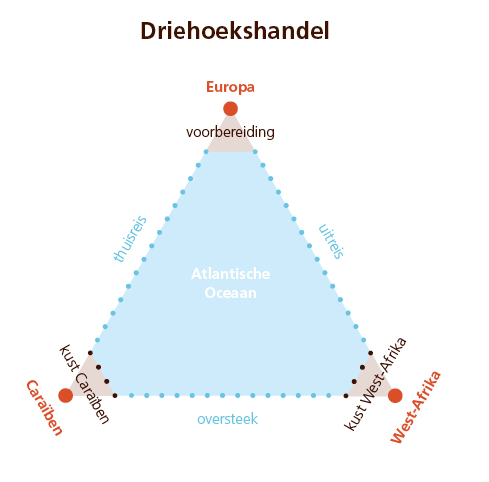 Driehoekshandel
Europa
voorbereiding
thuisreis
uitreis
Atlantische
Oceaan
kust Caraïben
kust West-Afrika
Caraïben
West-Afrika
oversteek